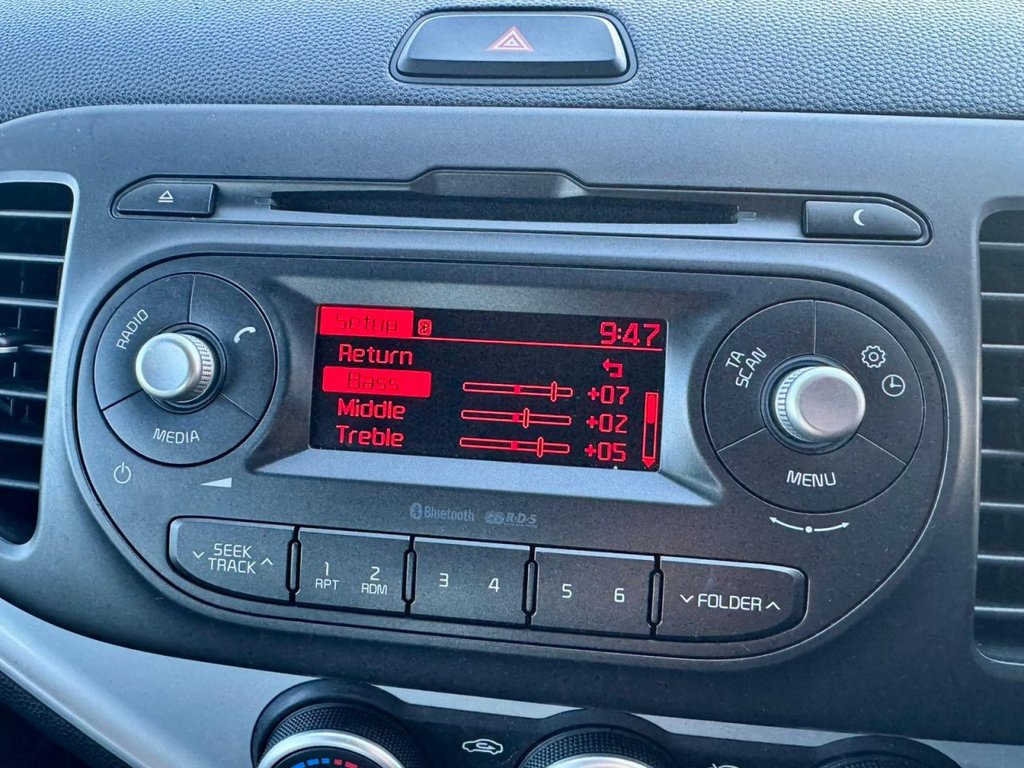 Setup 9:47
Return
Bass +07
Middle +02
Treble +05
RADIO
MEDIA
TA
SCAN
MENU
Bluetooth R·D·S
SEEK
TRACK
1 2
RPT RDM
3 4
5 6
FOLDER